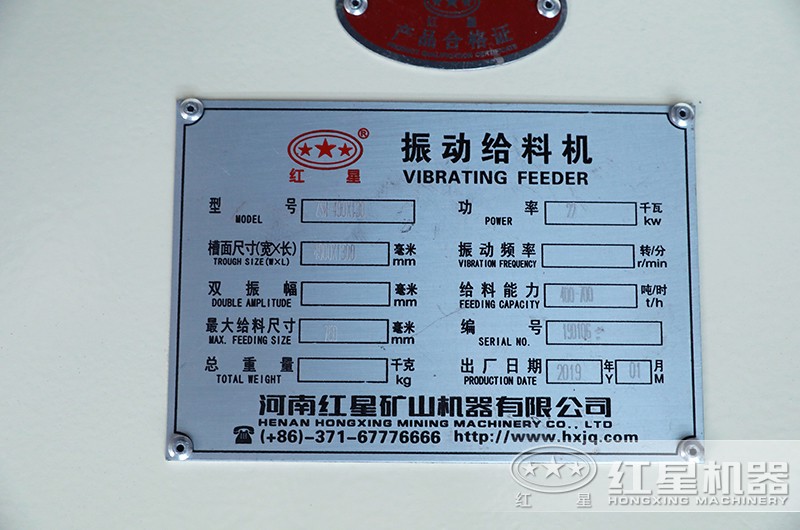 红 星
产品合格证
® 振动给料机
红 星 VIBRATING FEEDER
型 号 MODEL 功 率 POWER 千瓦 kw
槽面尺寸(宽×长) TROUGH SIZE (W×L) 毫米 mm 振动频率 VIBRATION FREQUENCY 转/分 r/min
双 振 幅 DOUBLE AMPLITUDE 毫米 mm 给料能力 FEEDING CAPACITY 400-700 吨/时 t/h
最大给料尺寸 MAX. FEEDING SIZE 毫米 mm 编 号 SERIAL NO. 190106
总 重 量 TOTAL WEIGHT 千克 kg 出厂日期 PRODUCTION DATE 2019 年 Y 01 月 M
河南红星矿山机器有限公司
HENAN HONGXING MINING MACHINERY CO., LTD
☎(+86)-371-67776666 http://www.hxjq.com
红星机器
红 星 HONGXING MACHINERY